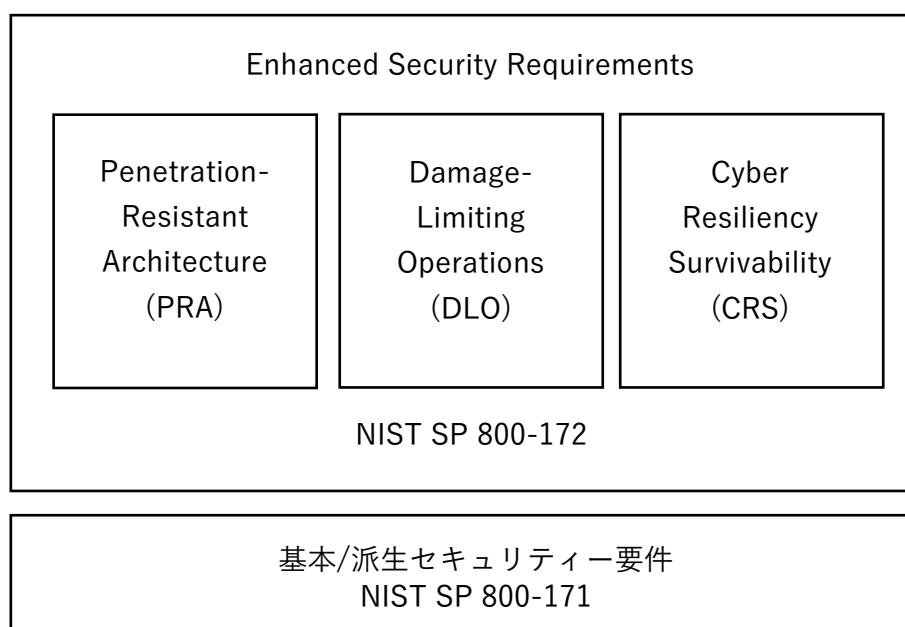 Enhanced Security Requirements
Penetration-
Resistant
Architecture
(PRA)
Damage-
Limiting
Operations
(DLO)
Cyber
Resiliency
Survivability
(CRS)
NIST SP 800-172
基本/派生セキュリティー要件
NIST SP 800-171